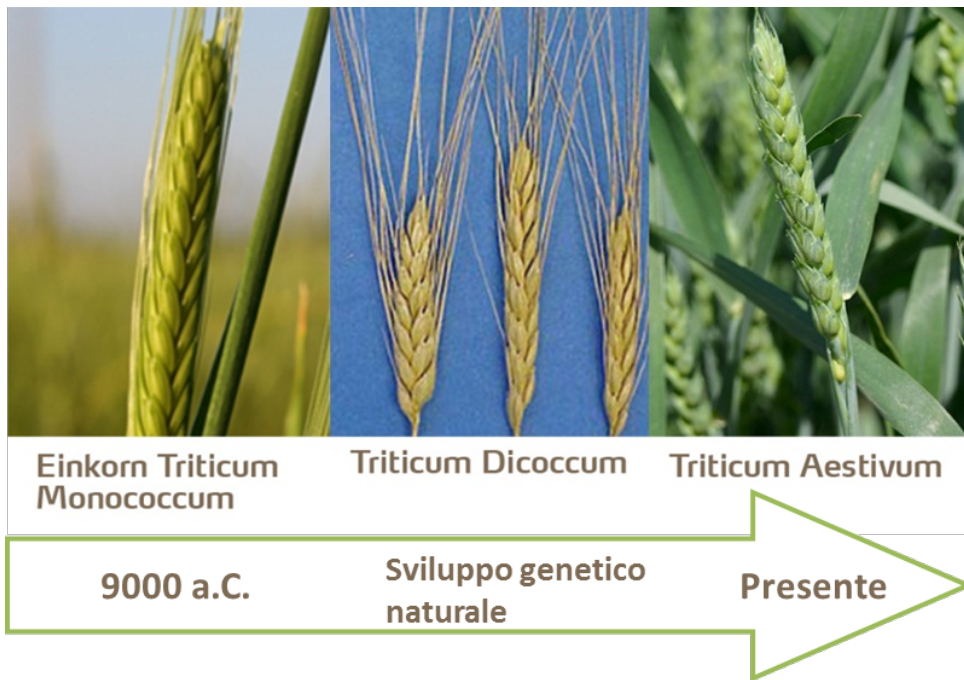 Einkorn Triticum
Monococcum
Triticum Dicoccum
Triticum Aestivum
9000 a.C.
Sviluppo genetico
naturale
Presente